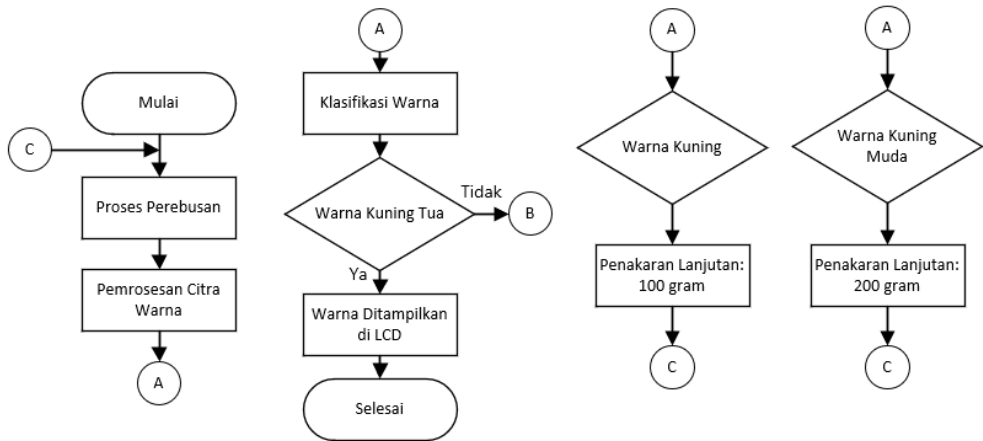 Mulai
C
Proses Perebusan
Pemrosesan Citra
Warna
A
A
Klasifikasi Warna
Warna Kuning Tua
Tidak
B
Ya
Warna Ditampilkan
di LCD
Selesai
A
Warna Kuning
Penakaran Lanjutan:
100 gram
C
A
Warna Kuning
Muda
Penakaran Lanjutan:
200 gram
C